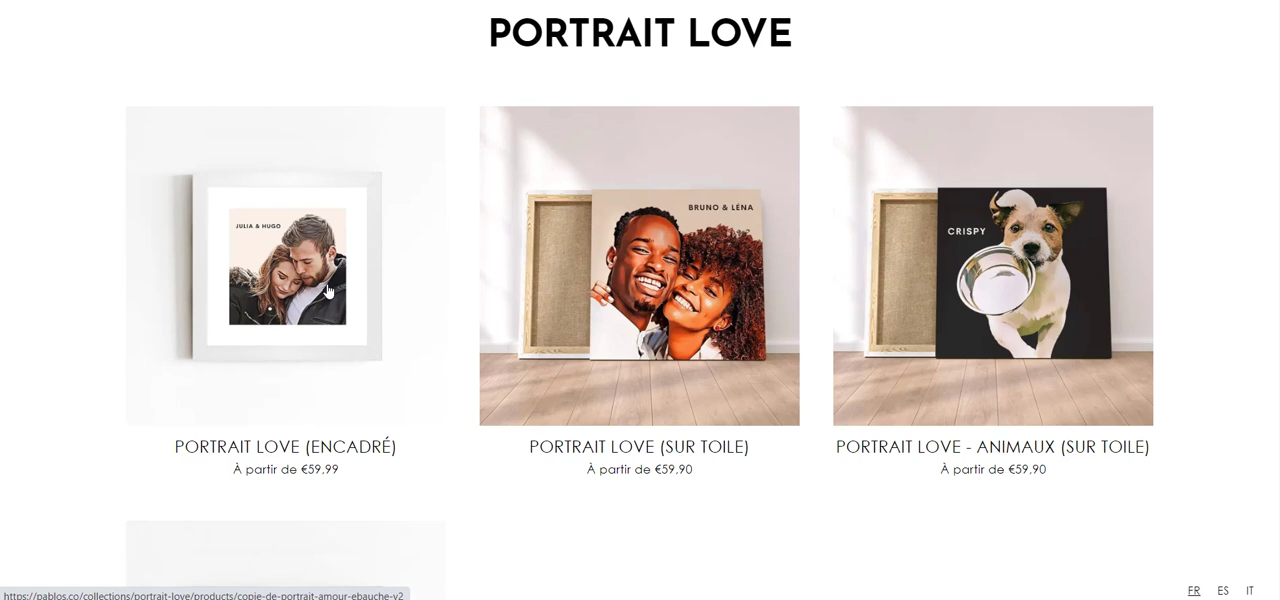 PORTRAIT LOVE
JULIA & HUGO
BRUNO & LÉNA
CRISPY
PORTRAIT LOVE (ENCADRÉ)
À partir de €59,99
PORTRAIT LOVE (SUR TOILE)
À partir de €59,90
PORTRAIT LOVE - ANIMAUX (SUR TOILE)
À partir de €59,90
https://pablos.co/collections/portrait-love/products/copie-de-portrait-amour-ebauche-v2
FR ES IT